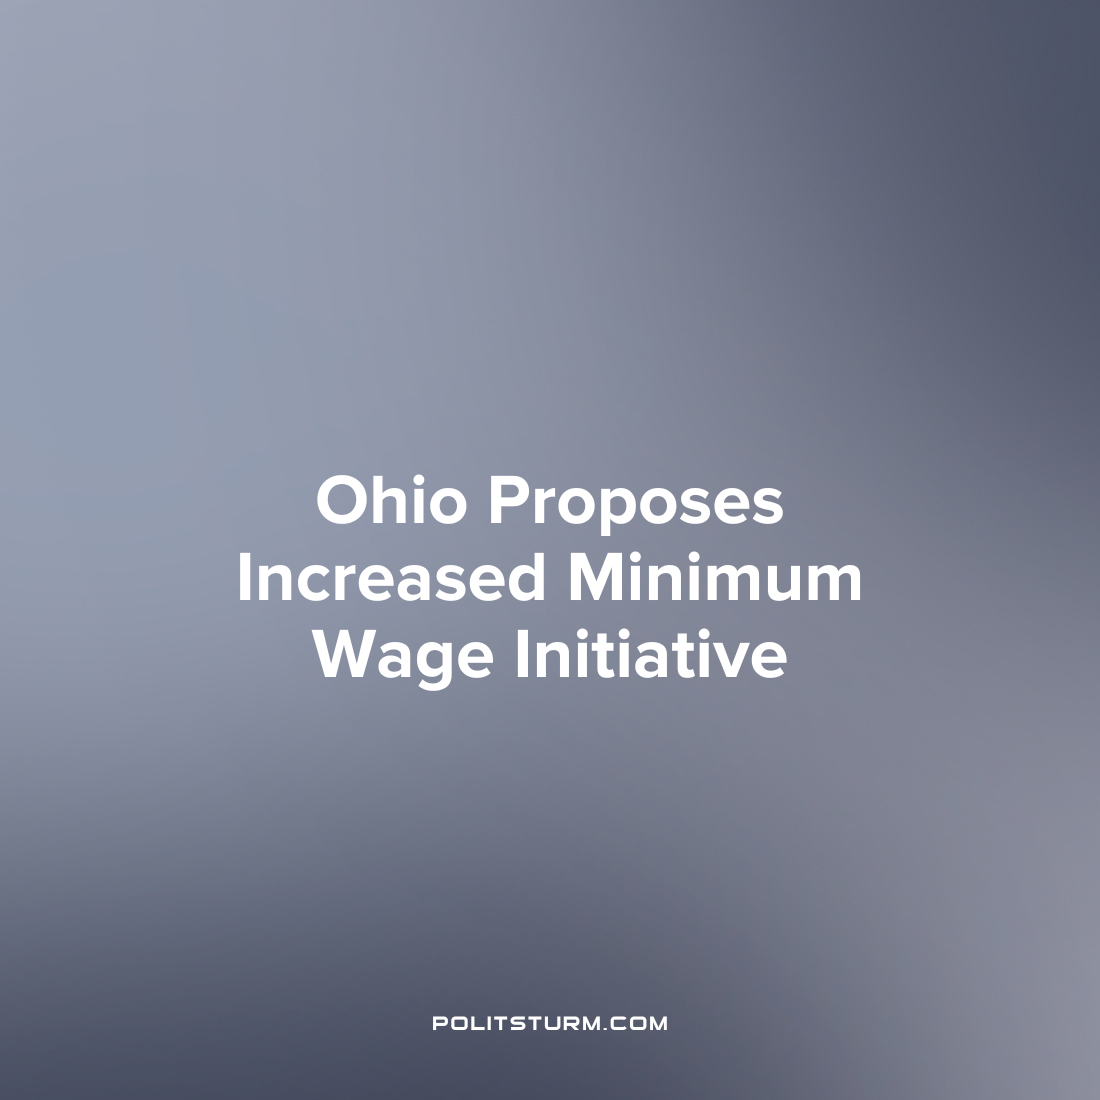 Ohio Proposes
Increased Minimum
Wage Initiative
POLITSTURM.COM